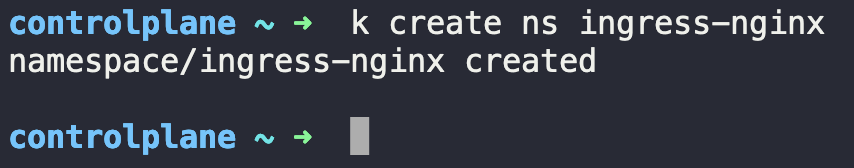 controlplane ~ ➜  k create ns ingress-nginx
namespace/ingress-nginx created
controlplane ~ ➜